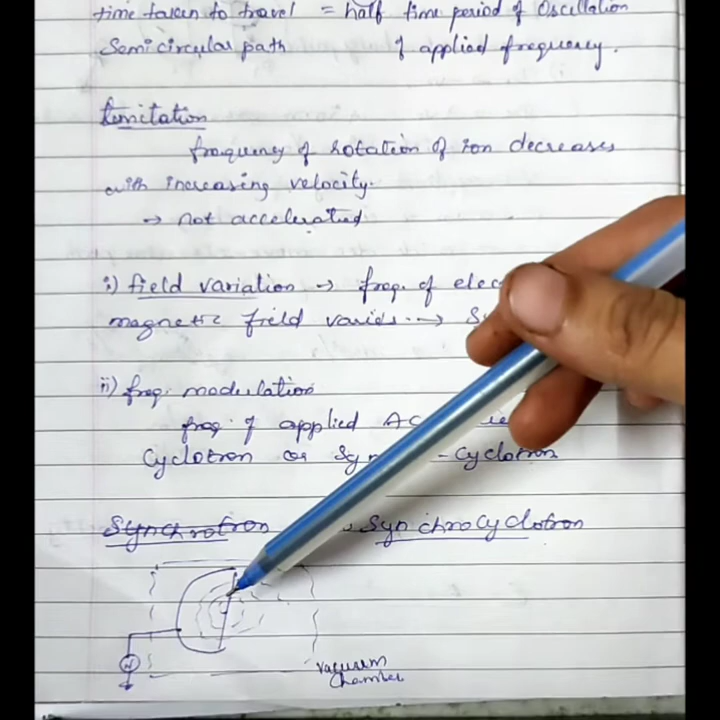 time taken to travel = half time period of Oscillation
Semicircular path of applied frequency.
Limitation
frequency of rotation of ion decreases
with increasing velocity.
→ not accelerated
i) field variation → freq. of elec
magnetic field varies. → S
ii) freq. modulation
freq. of applied AC
Cyclotron or Sy -Cyclotron
Synchrotron Synchrocyclotron
vacuum
Chamber